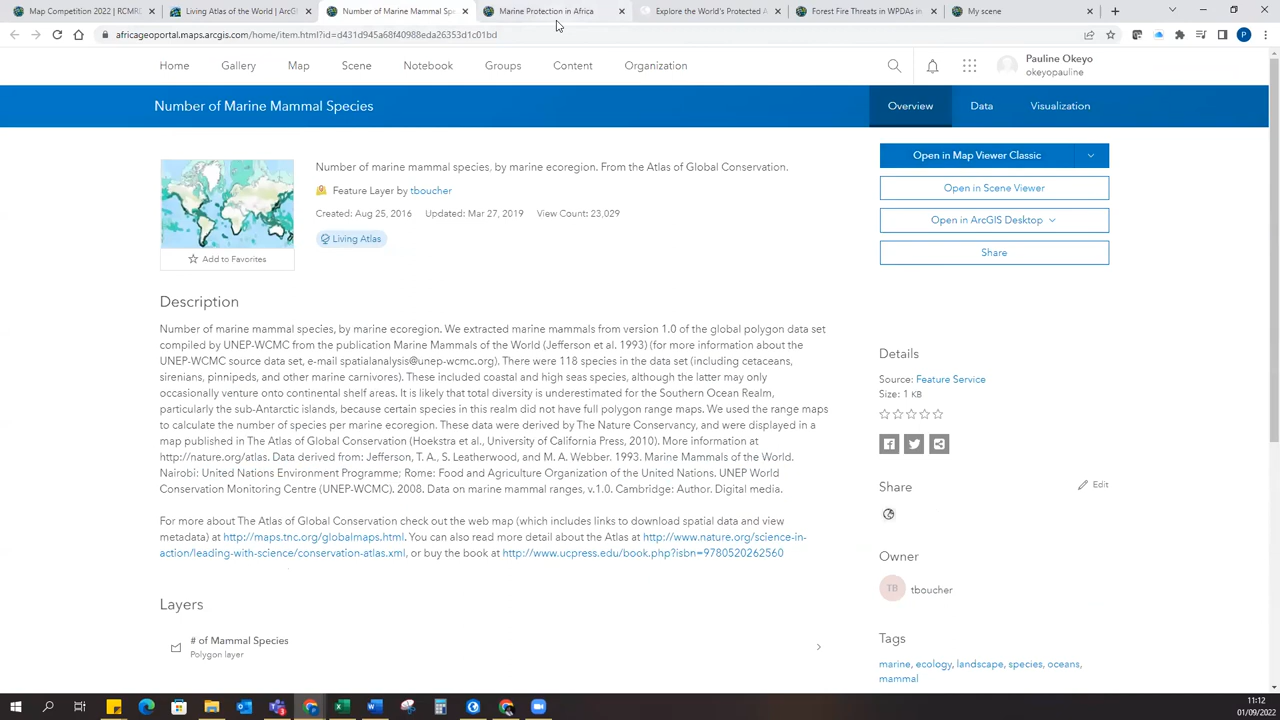 Map Competition 2022 | RCMR
Living Atlas of the World | ArcG
Number of Marine Mammal Spe
Marine Protection in Africa
Explore the World's Protected A
Forest Fire Threats in WPDAs in
My scene
africageoportal.maps.arcgis.com/home/item.html?id=d431d945a68f40988eda26353d1c01bd
P
Home Gallery Map Scene Notebook Groups Content Organization
Pauline Okeyo
okeyopauline
Number of Marine Mammal Species
Overview Data Visualization
Number of marine mammal species, by marine ecoregion. From the Atlas of Global Conservation.
Feature Layer by tboucher
Created: Aug 25, 2016 Updated: Mar 27, 2019 View Count: 23,029
Living Atlas
Add to Favorites
Open in Map Viewer Classic
Open in Scene Viewer
Open in ArcGIS Desktop
Share
Description
Number of marine mammal species, by marine ecoregion. We extracted marine mammals from version 1.0 of the global polygon data set
compiled by UNEP-WCMC from the publication Marine Mammals of the World (Jefferson et al. 1993) (for more information about the
UNEP-WCMC source data set, e-mail spatialanalysis@unep-wcmc.org). There were 118 species in the data set (including cetaceans,
sirenians, pinnipeds, and other marine carnivores). These included coastal and high seas species, although the latter may only
occasionally venture onto continental shelf areas. It is likely that total diversity is underestimated for the Southern Ocean Realm,
particularly the sub-Antarctic islands, because certain species in this realm did not have full polygon range maps. We used the range maps
to calculate the number of species per marine ecoregion. These data were derived by The Nature Conservancy, and were displayed in a
map published in The Atlas of Global Conservation (Hoekstra et al., University of California Press, 2010). More information at
http://nature.org/atlas. Data derived from: Jefferson, T. A., S. Leatherwood, and M. A. Webber. 1993. Marine Mammals of the World.
Nairobi: United Nations Environment Programme; Rome: Food and Agriculture Organization of the United Nations. UNEP World
Conservation Monitoring Centre (UNEP-WCMC). 2008. Data on marine mammal ranges, v.1.0. Cambridge: Author. Digital media.
For more about The Atlas of Global Conservation check out the web map (which includes links to download spatial data and view
metadata) at http://maps.tnc.org/globalmaps.html. You can also read more detail about the Atlas at http://www.nature.org/science-in-
action/leading-with-science/conservation-atlas.xml, or buy the book at http://www.ucpress.edu/book.php?isbn=9780520262560
Layers
# of Mammal Species
Polygon layer
Details
Source: Feature Service
Size: 1 KB
Share
Edit
Owner
TB tboucher
Tags
marine, ecology, landscape, species, oceans,
mammal
11:12
01/09/2022